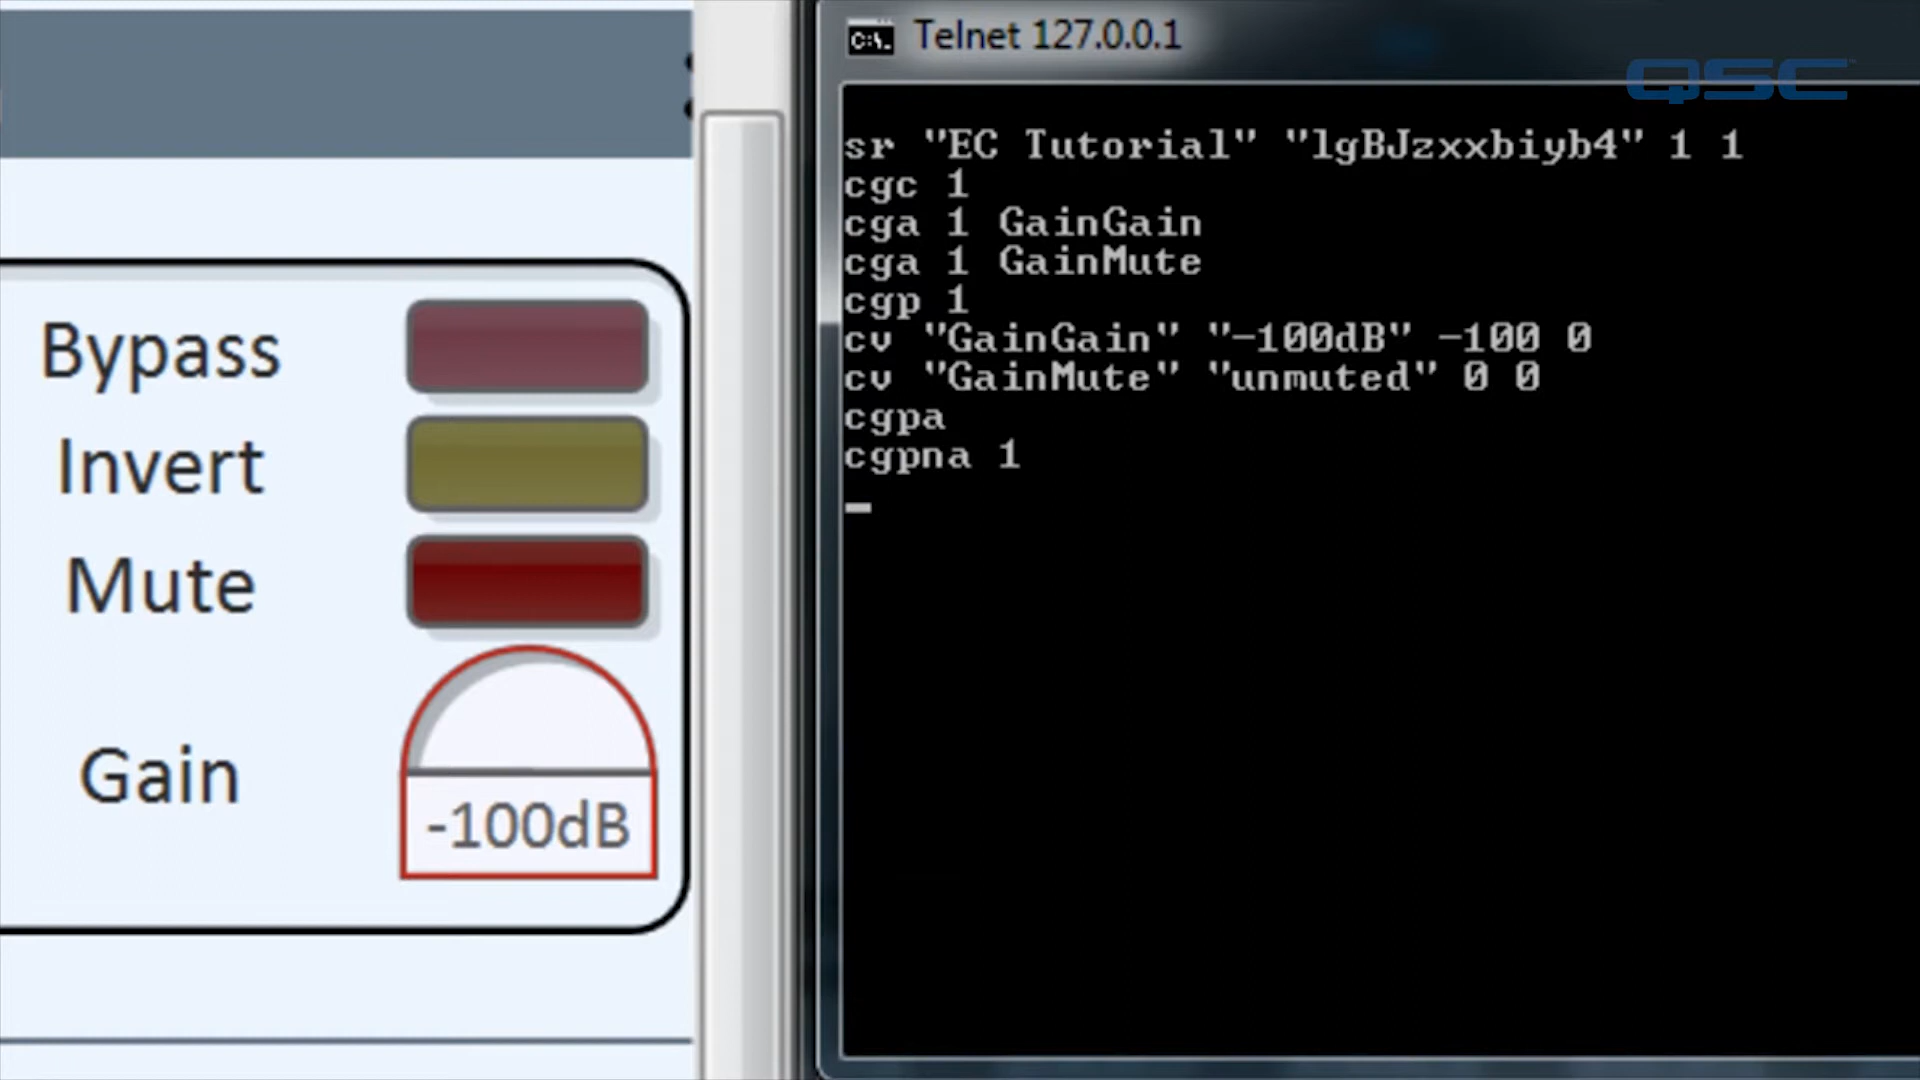 Bypass
Invert
Mute
Gain
-100dB
Telnet 127.0.0.1
QSC
sr "EC Tutorial" "lgBJzxxbiyb4" 1 1
cgc 1
cga 1 GainGain
cga 1 GainMute
cgp 1
cv "GainGain" "-100dB" -100 0
cv "GainMute" "unmuted" 0 0
cgpa
cgpna 1